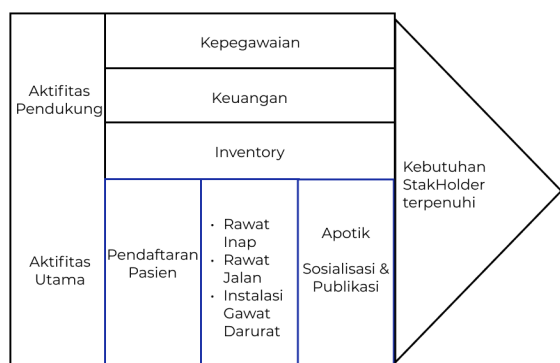 Kepegawaian
Aktifitas
Pendukung
Keuangan
Inventory
Kebutuhan
StakHolder
terpenuhi
Aktifitas
Utama
Pendaftaran
Pasien
• Rawat
Inap
• Rawat
Jalan
• Instalasi
Gawat
Darurat
Apotik
Sosialisasi &
Publikasi